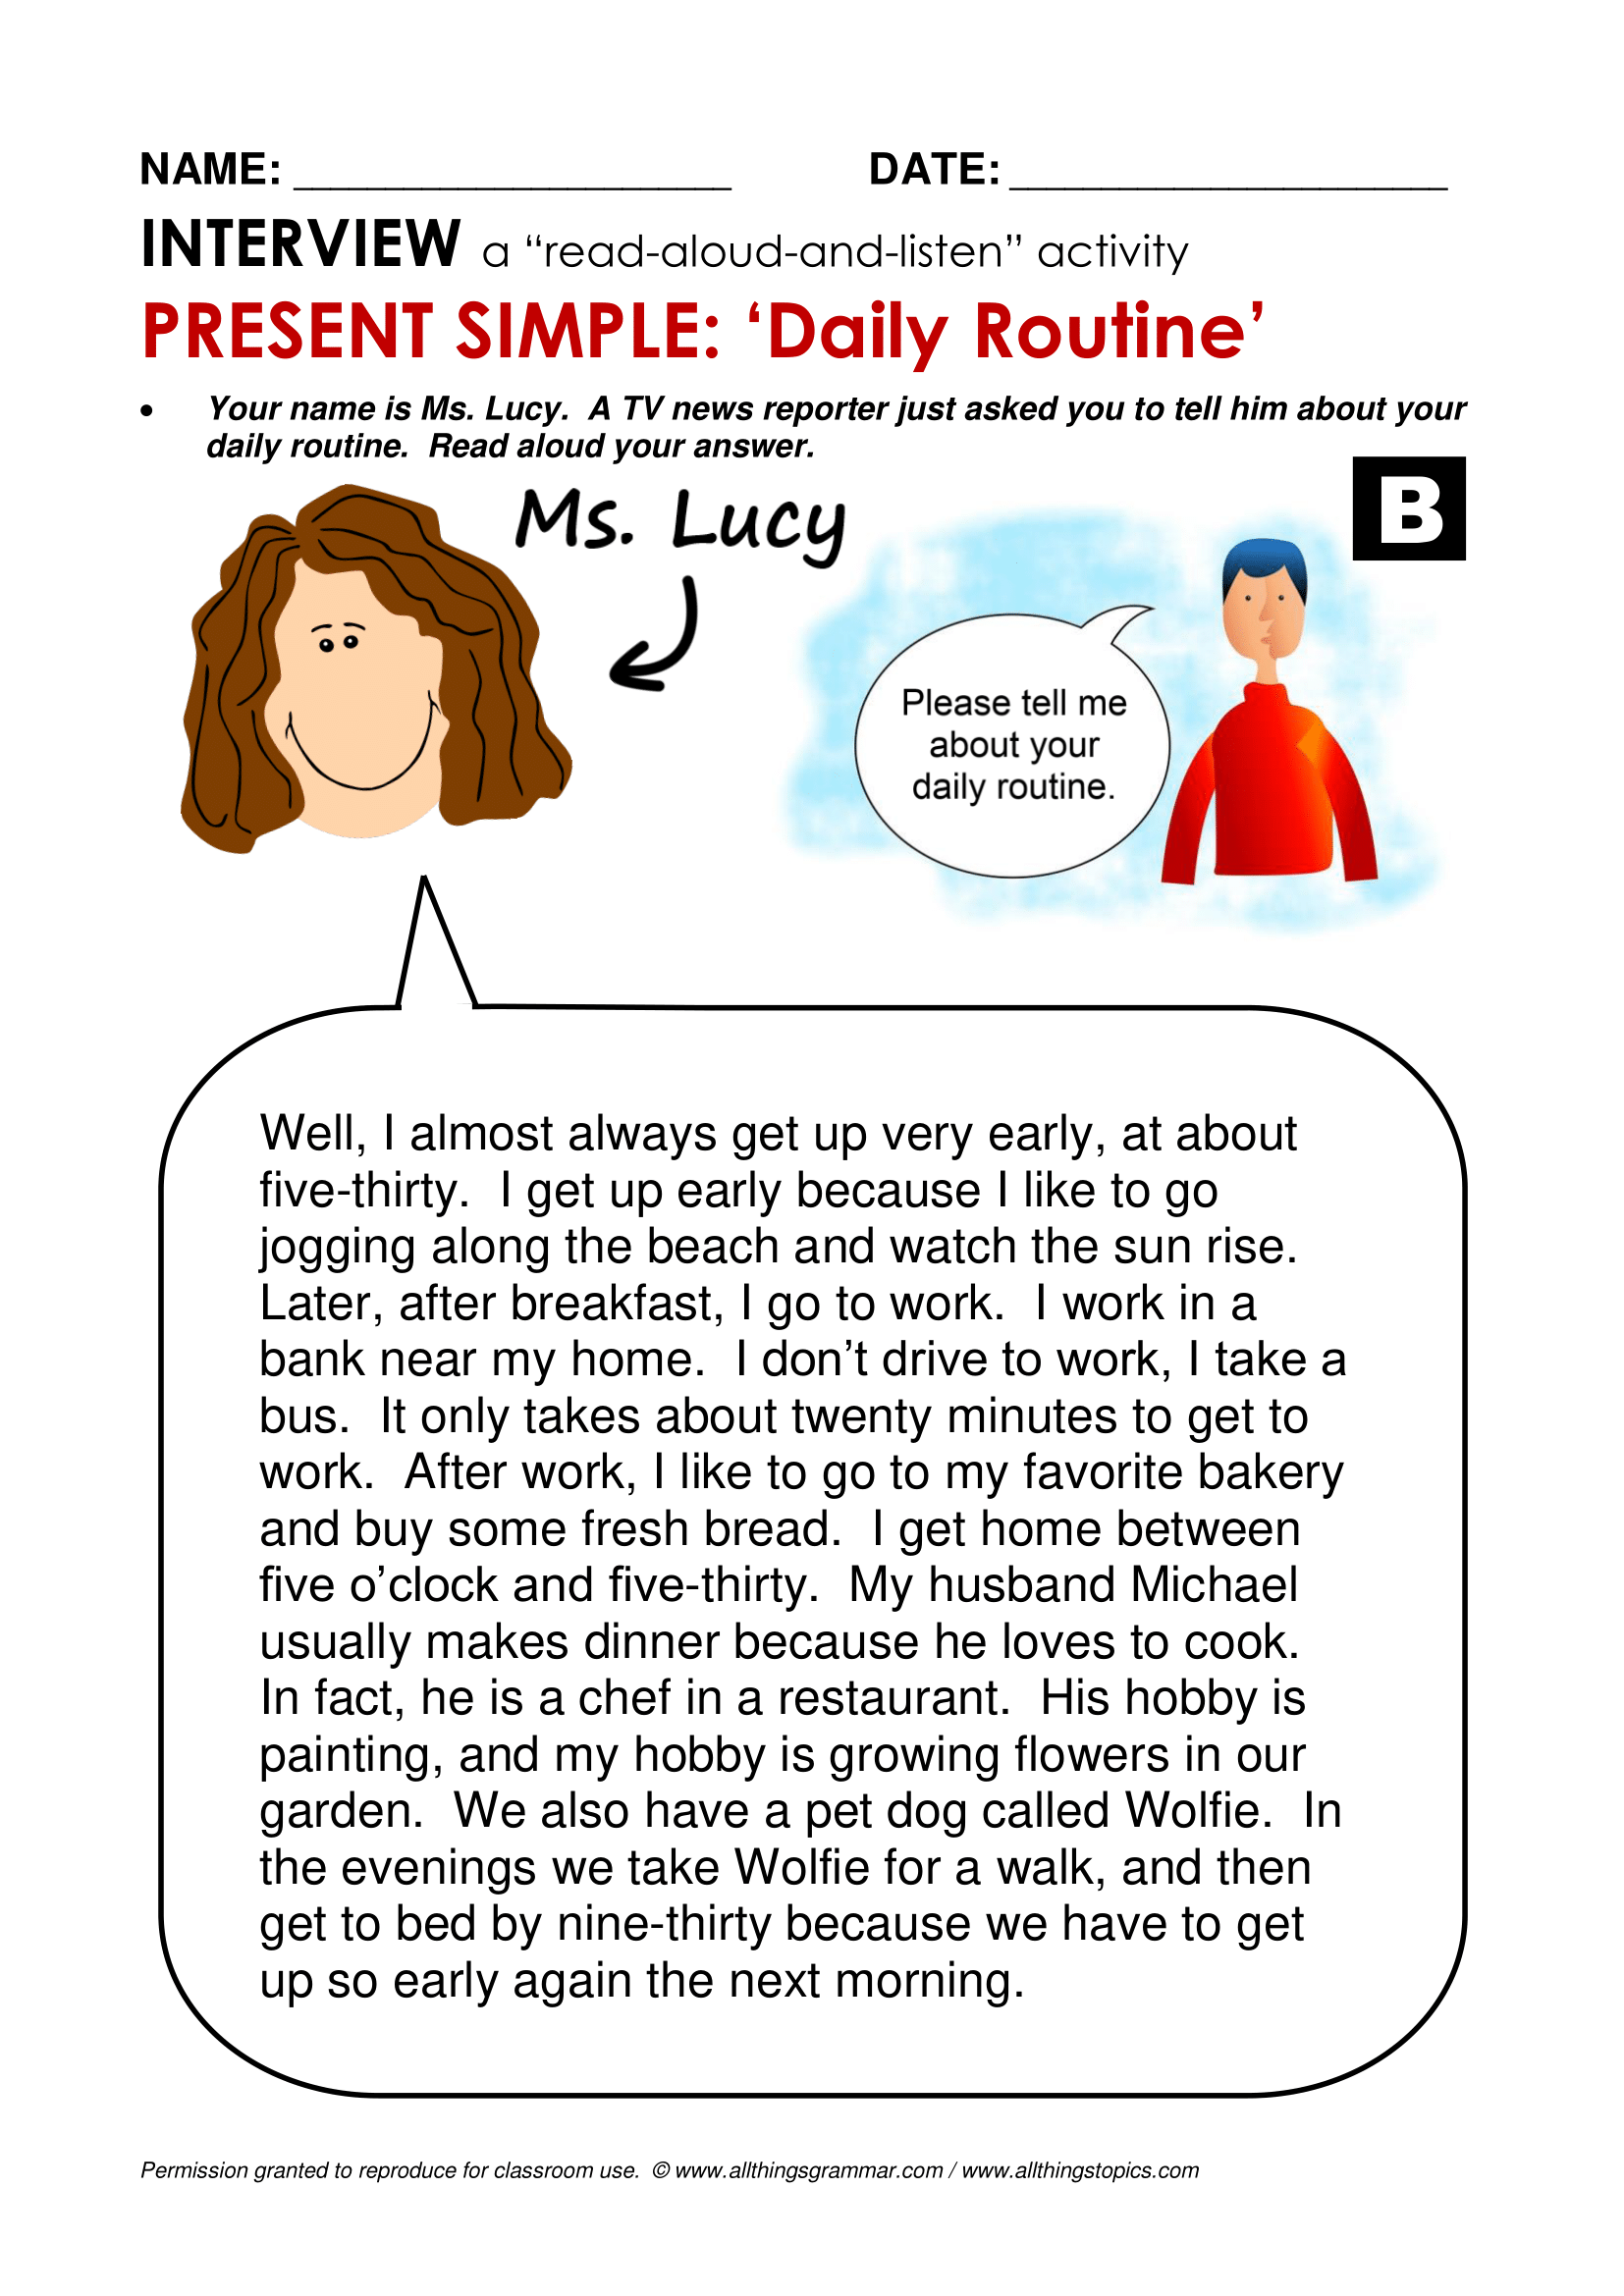 NAME: ____________________ DATE: ____________________
INTERVIEW a “read-aloud-and-listen” activity
PRESENT SIMPLE: ‘Daily Routine’
• Your name is Ms. Lucy.  A TV news reporter just asked you to tell him about your
daily routine.  Read aloud your answer.
B
Ms. Lucy
Please tell me
about your
daily routine.
Well, I almost always get up very early, at about
five-thirty.  I get up early because I like to go
jogging along the beach and watch the sun rise.
Later, after breakfast, I go to work.  I work in a
bank near my home.  I don’t drive to work, I take a
bus.  It only takes about twenty minutes to get to
work.  After work, I like to go to my favorite bakery
and buy some fresh bread.  I get home between
five o’clock and five-thirty.  My husband Michael
usually makes dinner because he loves to cook.
In fact, he is a chef in a restaurant.  His hobby is
painting, and my hobby is growing flowers in our
garden.  We also have a pet dog called Wolfie.  In
the evenings we take Wolfie for a walk, and then
get to bed by nine-thirty because we have to get
up so early again the next morning.
Permission granted to reproduce for classroom use.  © www.allthingsgrammar.com / www.allthingstopics.com